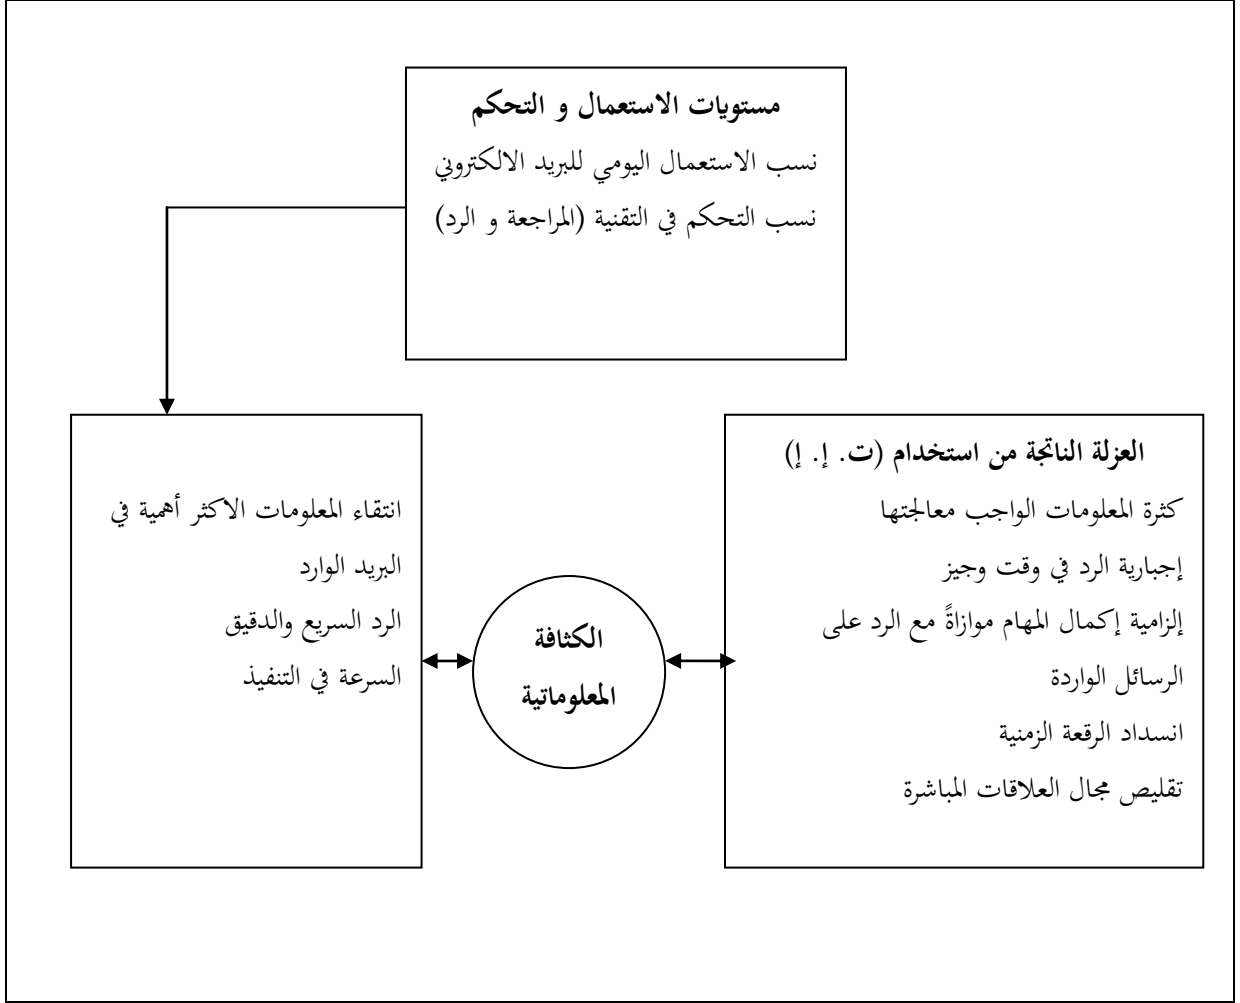 مستويات الاستعمال و التحكم
نسب الاستعمال اليومي للبريد الالكتروني
نسب التحكم في التقنية (المراجعة و الرد)
العزلة الناتجة من استخدام (ت. إ. إ)
كثرة المعلومات الواجب معالجتها
إجبارية الرد في وقت وجيز
إلزامية إكمال المهام موازاةً مع الرد على
الرسائل الواردة
انسداد الرقعة الزمنية
تقليص مجال العلاقات المباشرة
الكثافة
المعلوماتية
انتقاء المعلومات الاكثر أهمية في
البريد الوارد
الرد السريع والدقيق
السرعة في التنفيذ